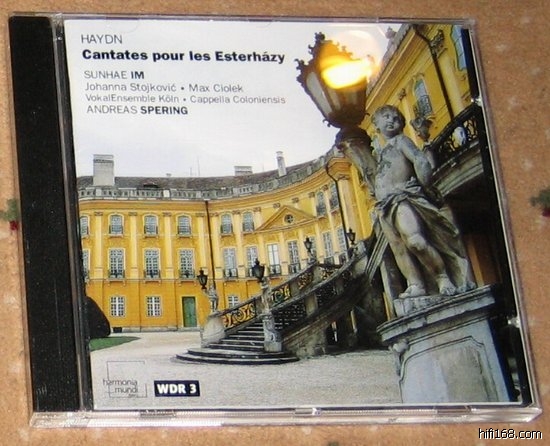 HAYDN
Cantates pour les Esterházy
SUNHAE IM
Johanna Stojković • Max Ciolek
VokalEnsemble Köln • Cappella Coloniensis
ANDREAS SPERING
harmonia
mundi
WDR 3
hifi168.com